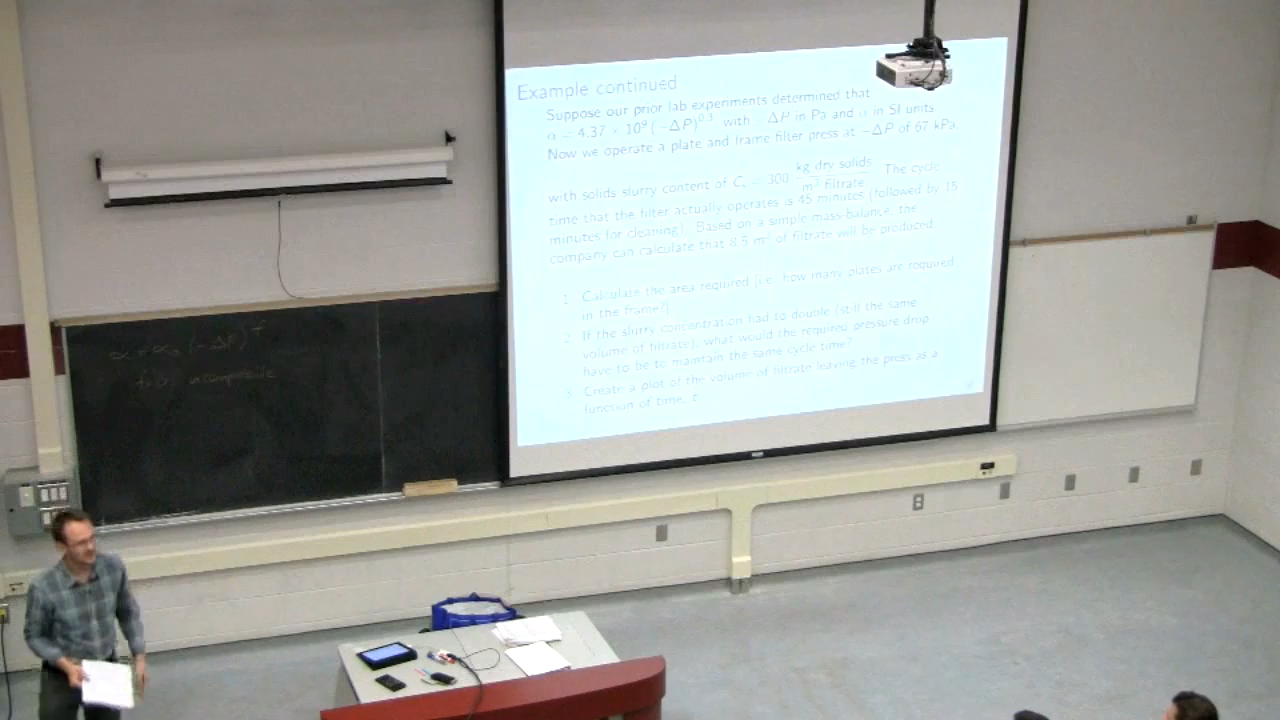 Example continued
Suppose our prior lab experiments determined that
α = 4.37 × 10⁹ (−ΔP)⁰·³ with −ΔP in Pa and α in SI units.
Now we operate a plate and frame filter press at −ΔP of 67 kPa,
with solids slurry content of Cₛ = 300 kg dry solids / m³ filtrate. The cycle
time that the filter actually operates is 45 minutes (followed by 15
minutes for cleaning). Based on a simple mass-balance, the
company can calculate that 8.5 m³ of filtrate will be produced.
1. Calculate the area required [i.e. how many plates are required
in the frame?]
2. If the slurry concentration had to double (still the same
volume of filtrate), what would the required pressure drop
have to be to maintain the same cycle time?
3. Create a plot of the volume of filtrate leaving the press as a
function of time, t.
(−ΔP)